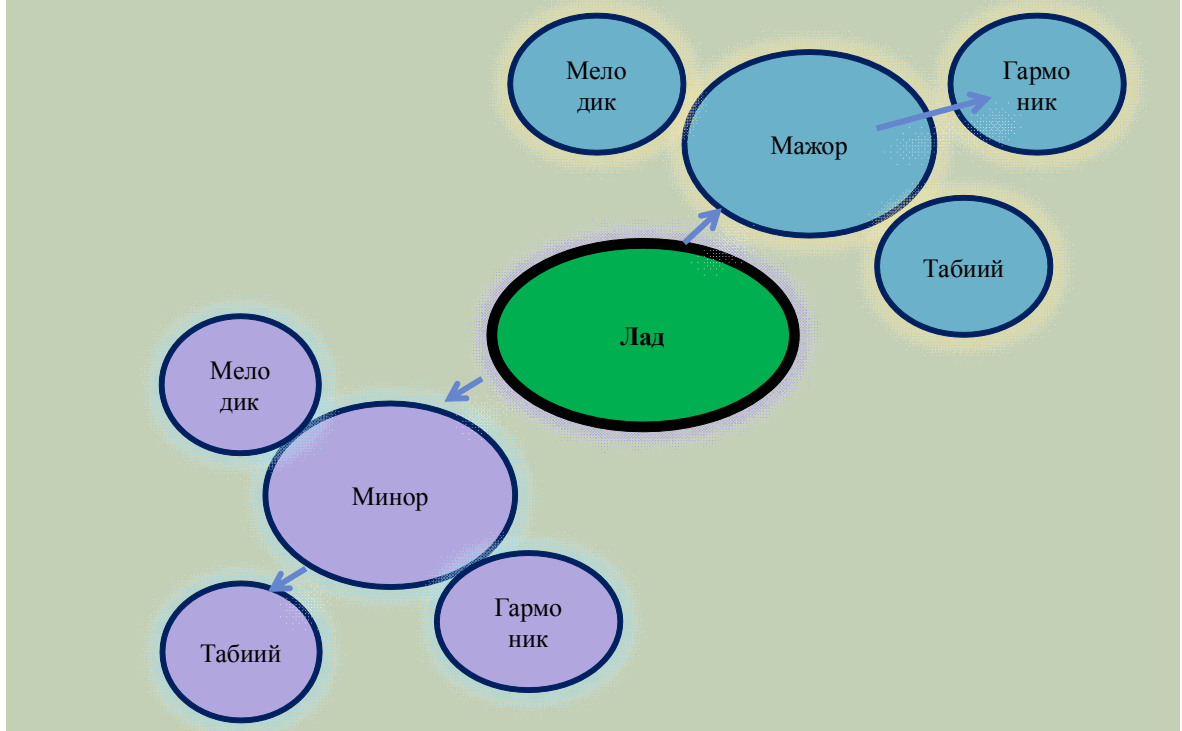 Мело
дик
Гармо
ник
Мажор
Табиий
Лад
Мело
дик
Минор
Гармо
ник
Табиий